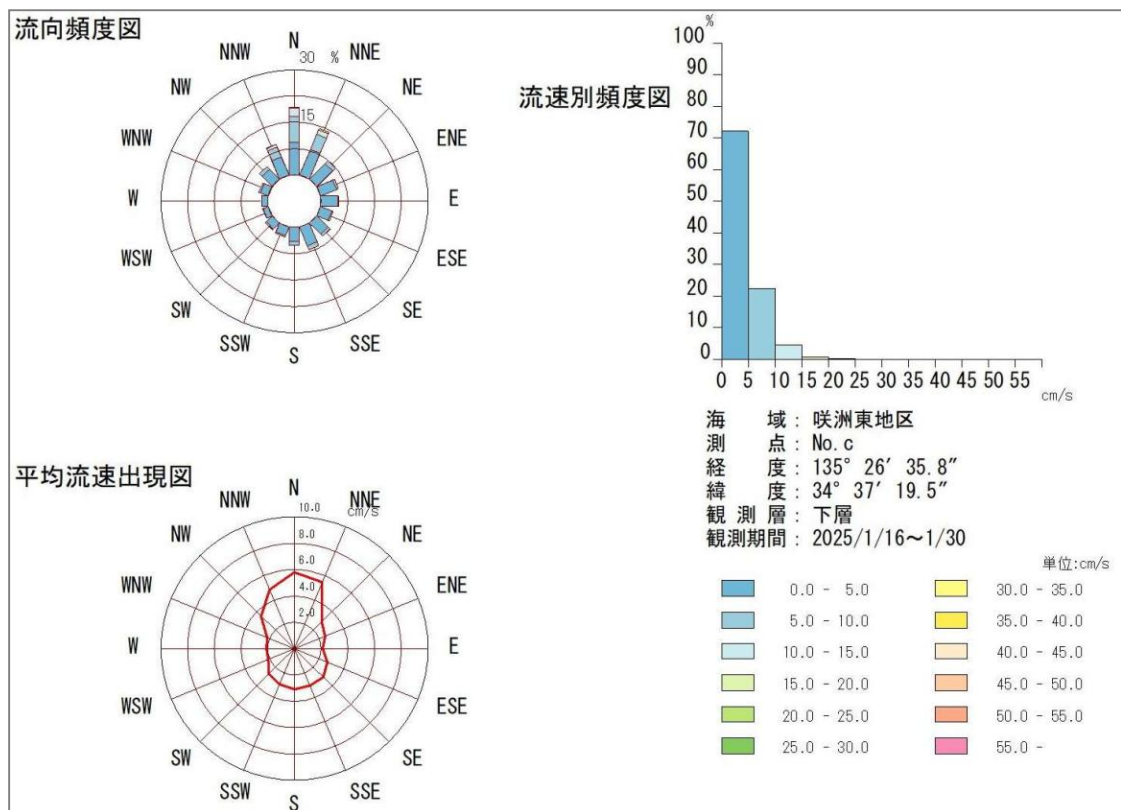 流向頻度図
N
30 %
15
NNE
NE
ENE
E
ESE
SE
SSE
S
SSW
SW
WSW
W
WNW
NW
NNW
流速別頻度図
%
100
90
80
70
60
50
40
30
20
10
0
0 5 10 15 20 25 30 35 40 45 50 55
cm/s
海域：咲洲東地区
測点：No.c
経度：135° 26′ 35.8″
緯度：34° 37′ 19.5″
観測層：下層
観測期間：2025/1/16～1/30
単位:cm/s
0.0 - 5.0
5.0 - 10.0
10.0 - 15.0
15.0 - 20.0
20.0 - 25.0
25.0 - 30.0
30.0 - 35.0
35.0 - 40.0
40.0 - 45.0
45.0 - 50.0
50.0 - 55.0
55.0 -
平均流速出現図
N
10.0 cm/s
8.0
6.0
4.0
2.0
NNE
NE
ENE
E
ESE
SE
SSE
S
SSW
SW
WSW
W
WNW
NW
NNW